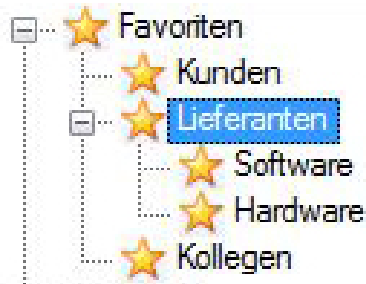 Favoriten
Kunden
Lieferanten
Software
Hardware
Kollegen